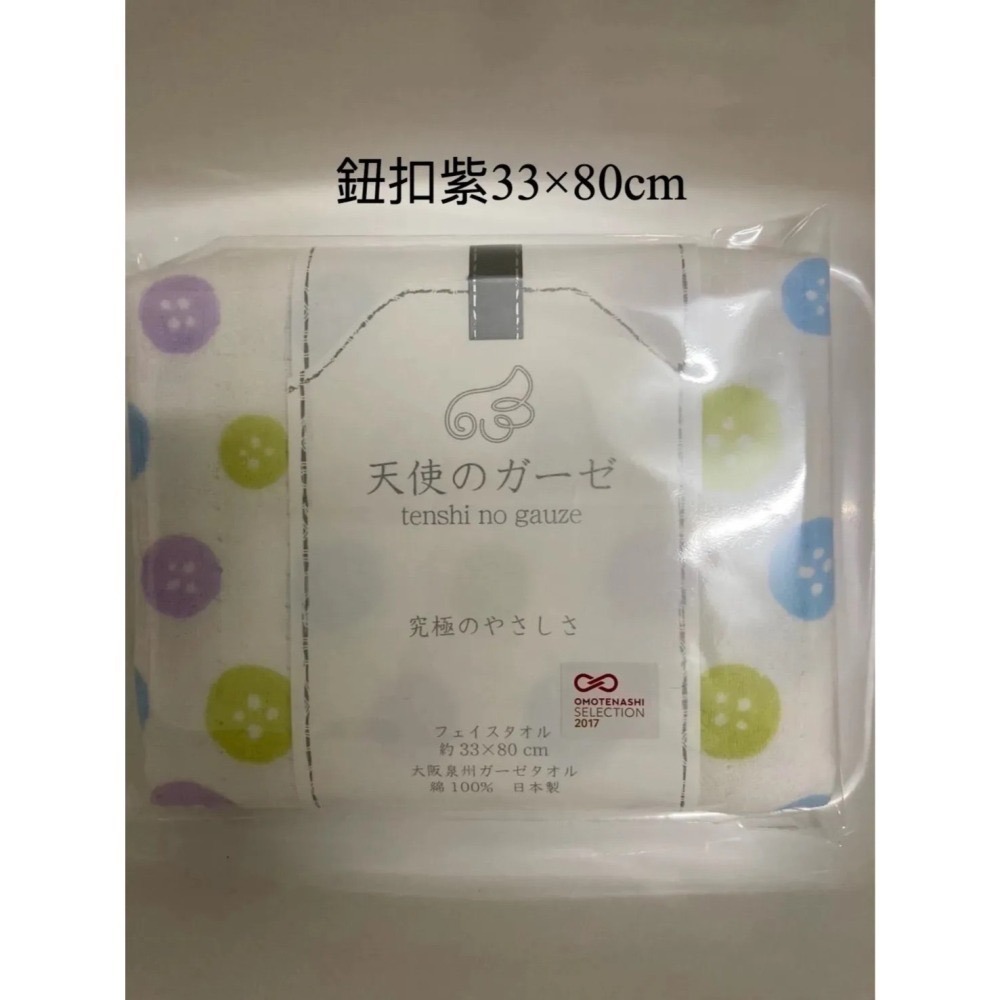 鈕扣紫33×80cm
天使のガーゼ
tenshi no gauze
究極のやさしさ
OMOTENASHI
SELECTION
2017
フェイスタオル
約 33×80 cm
大阪泉州ガーゼタオル
綿 100% 日本製